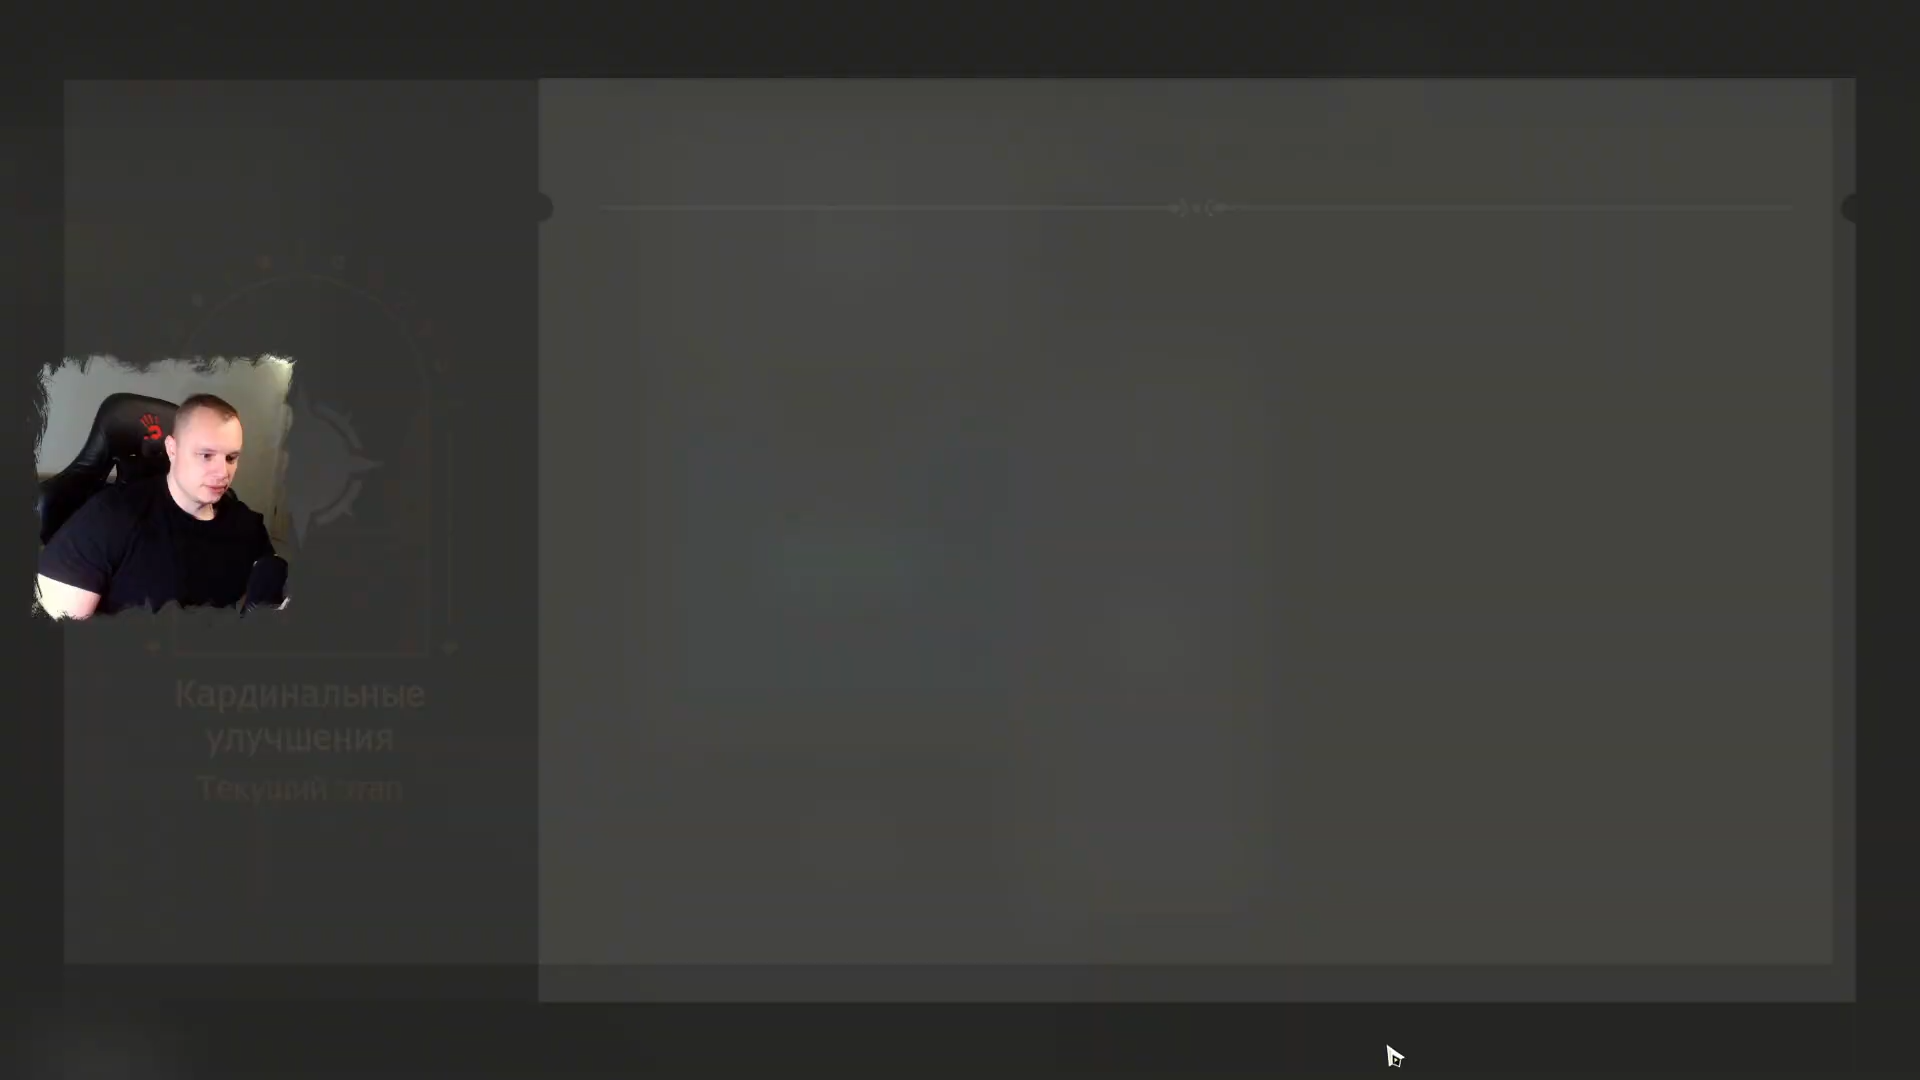 Кардинальные
улучшения
Текущий этап